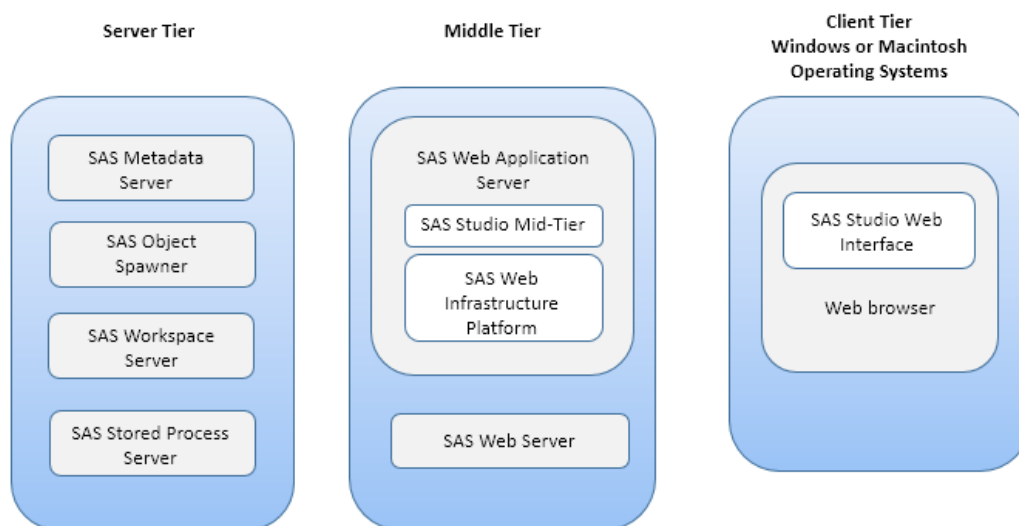 Server Tier
SAS Metadata
Server
SAS Object
Spawner
SAS Workspace
Server
SAS Stored Process
Server
Middle Tier
SAS Web Application
Server
SAS Studio Mid-Tier
SAS Web
Infrastructure
Platform
SAS Web Server
Client Tier
Windows or Macintosh
Operating Systems
SAS Studio Web
Interface
Web browser